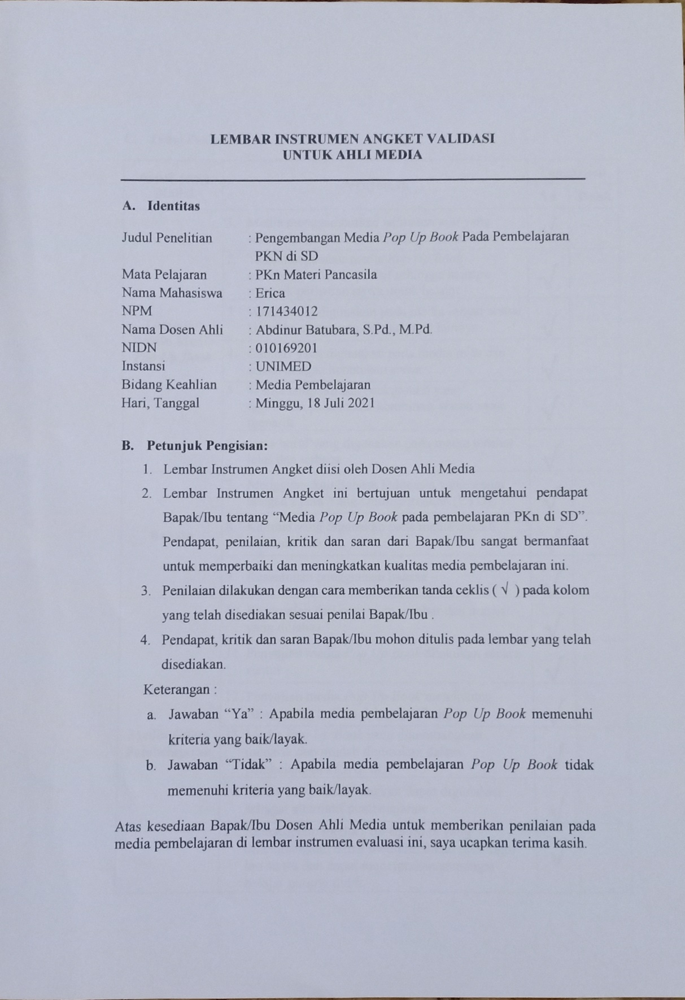 LEMBAR INSTRUMEN ANGKET VALIDASI
UNTUK AHLI MEDIA
A. Identitas
Judul Penelitian : Pengembangan Media Pop Up Book Pada Pembelajaran
PKN di SD
Mata Pelajaran : PKn Materi Pancasila
Nama Mahasiswa : Erica
NPM : 171434012
Nama Dosen Ahli : Abdinur Batubara, S.Pd., M.Pd.
NIDN : 010169201
Instansi : UNIMED
Bidang Keahlian : Media Pembelajaran
Hari, Tanggal : Minggu, 18 Juli 2021
B. Petunjuk Pengisian:
1. Lembar Instrumen Angket diisi oleh Dosen Ahli Media
2. Lembar Instrumen Angket ini bertujuan untuk mengetahui pendapat
Bapak/Ibu tentang “Media Pop Up Book pada pembelajaran PKn di SD”.
Pendapat, penilaian, kritik dan saran dari Bapak/Ibu sangat bermanfaat
untuk memperbaiki dan meningkatkan kualitas media pembelajaran ini.
3. Penilaian dilakukan dengan cara memberikan tanda ceklis ( √ ) pada kolom
yang telah disediakan sesuai penilai Bapak/Ibu .
4. Pendapat, kritik dan saran Bapak/Ibu mohon ditulis pada lembar yang telah
disediakan.
Keterangan :
a. Jawaban “Ya” : Apabila media pembelajaran Pop Up Book memenuhi
kriteria yang baik/layak.
b. Jawaban “Tidak” : Apabila media pembelajaran Pop Up Book tidak
memenuhi kriteria yang baik/layak.
Atas kesediaan Bapak/Ibu Dosen Ahli Media untuk memberikan penilaian pada
media pembelajaran di lembar instrumen evaluasi ini, saya ucapkan terima kasih.